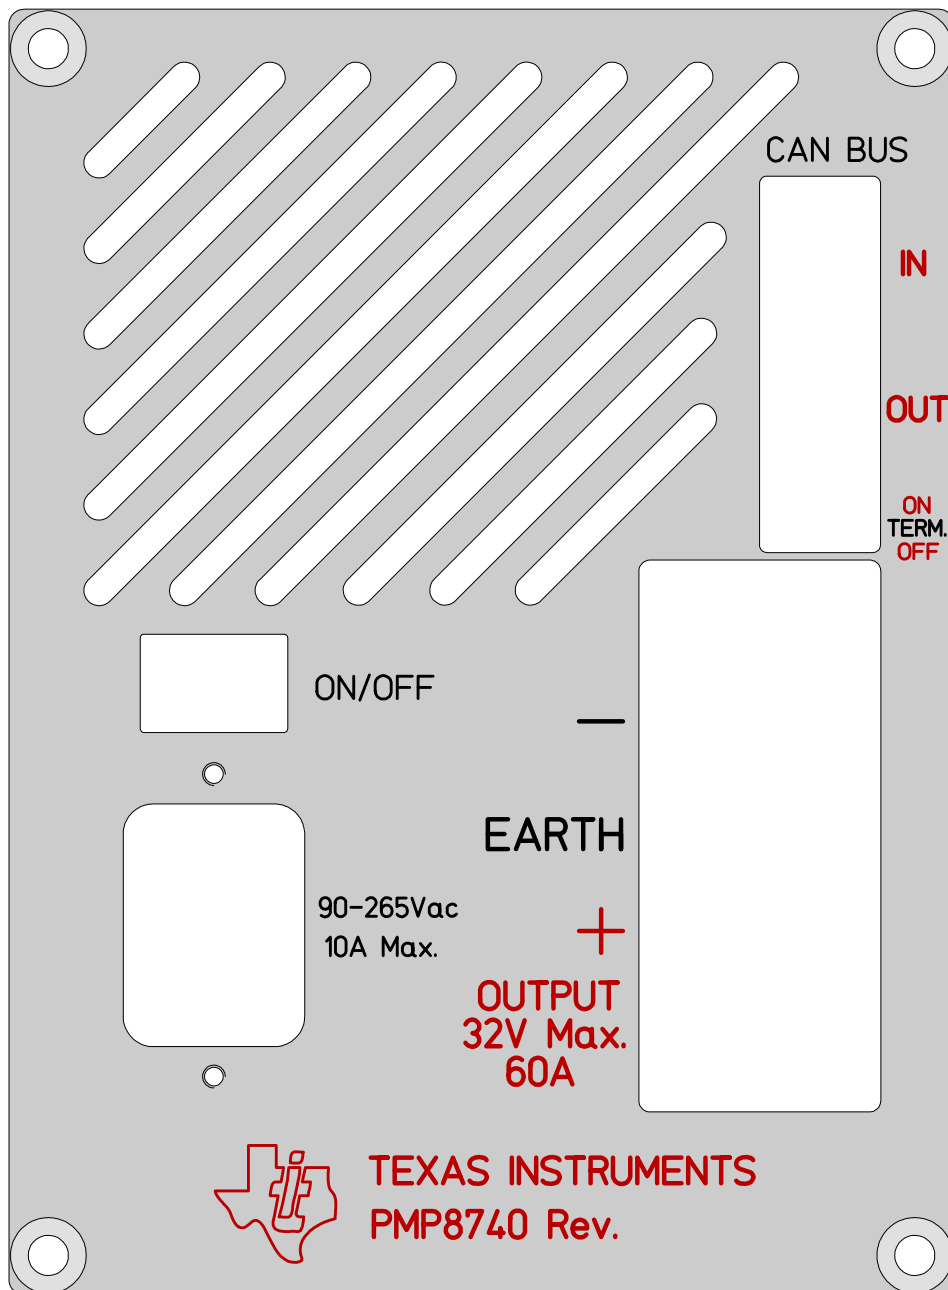 CAN BUS
IN
OUT
ON
TERM.
OFF
ON/OFF
−
EARTH
90-265Vac
10A Max.
+
OUTPUT
32V Max.
60A
TEXAS INSTRUMENTS
PMP8740 Rev.